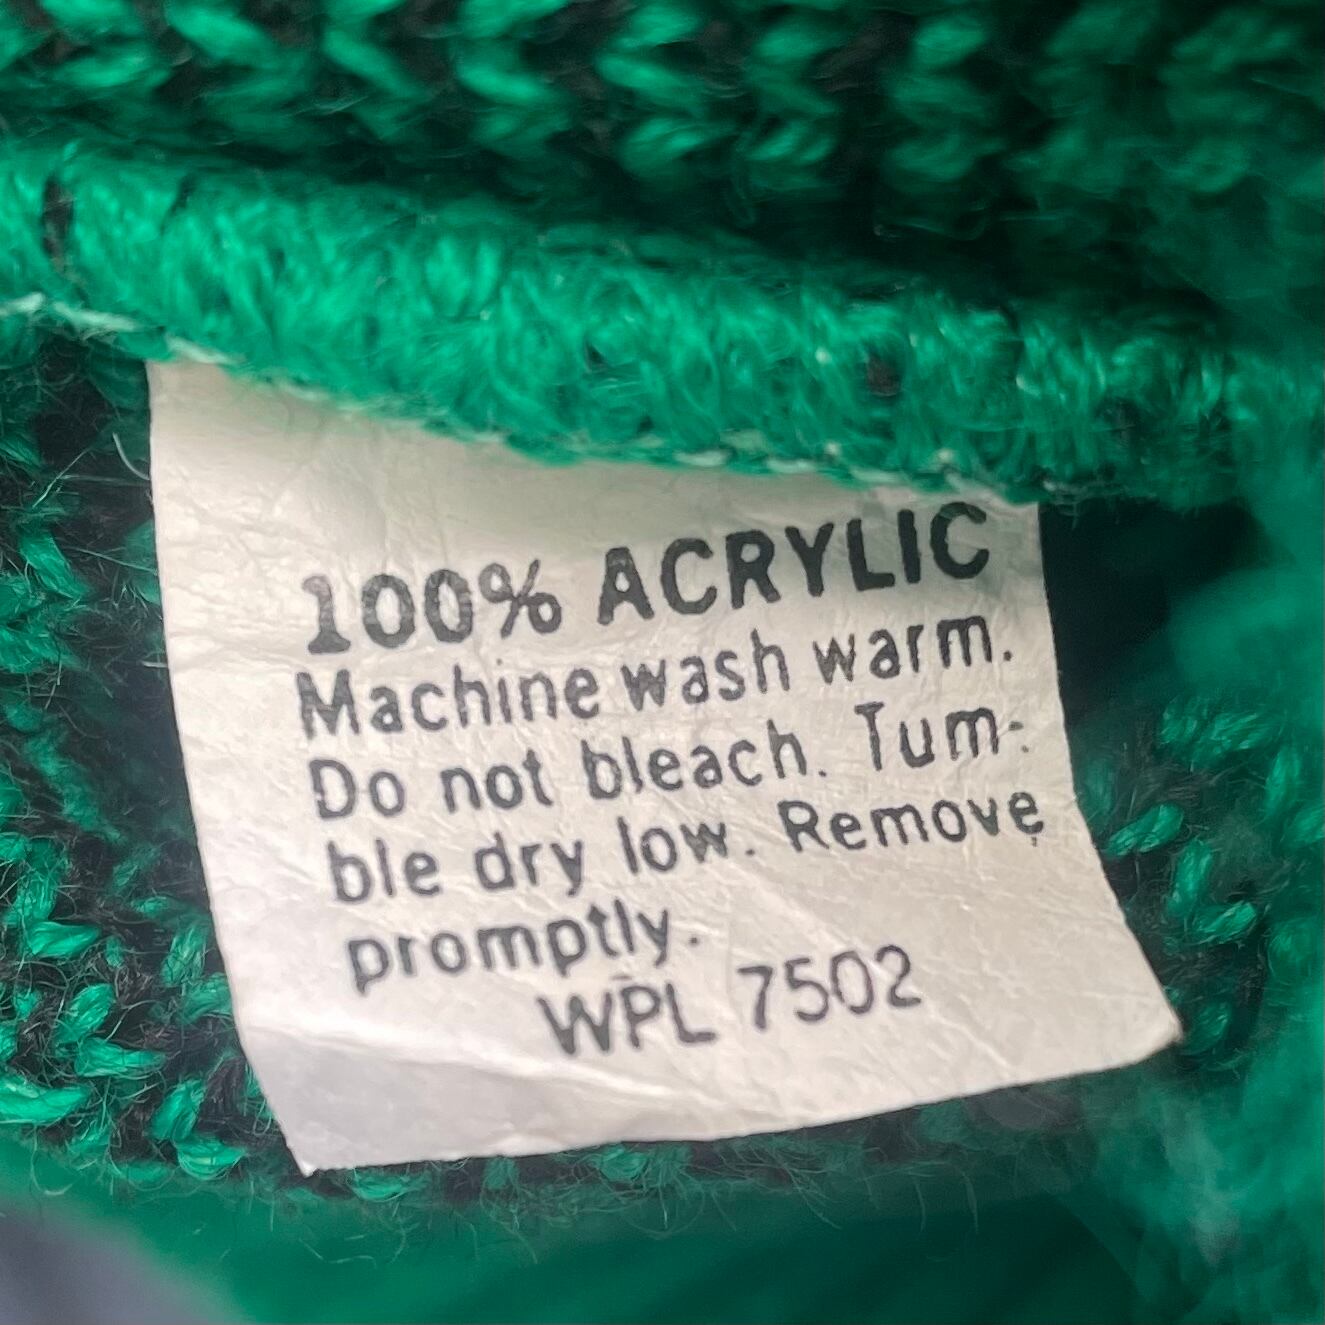 100% ACRYLIC
Machine wash warm.
Do not bleach. Tum-
ble dry low. Remove
promptly.
WPL 7502